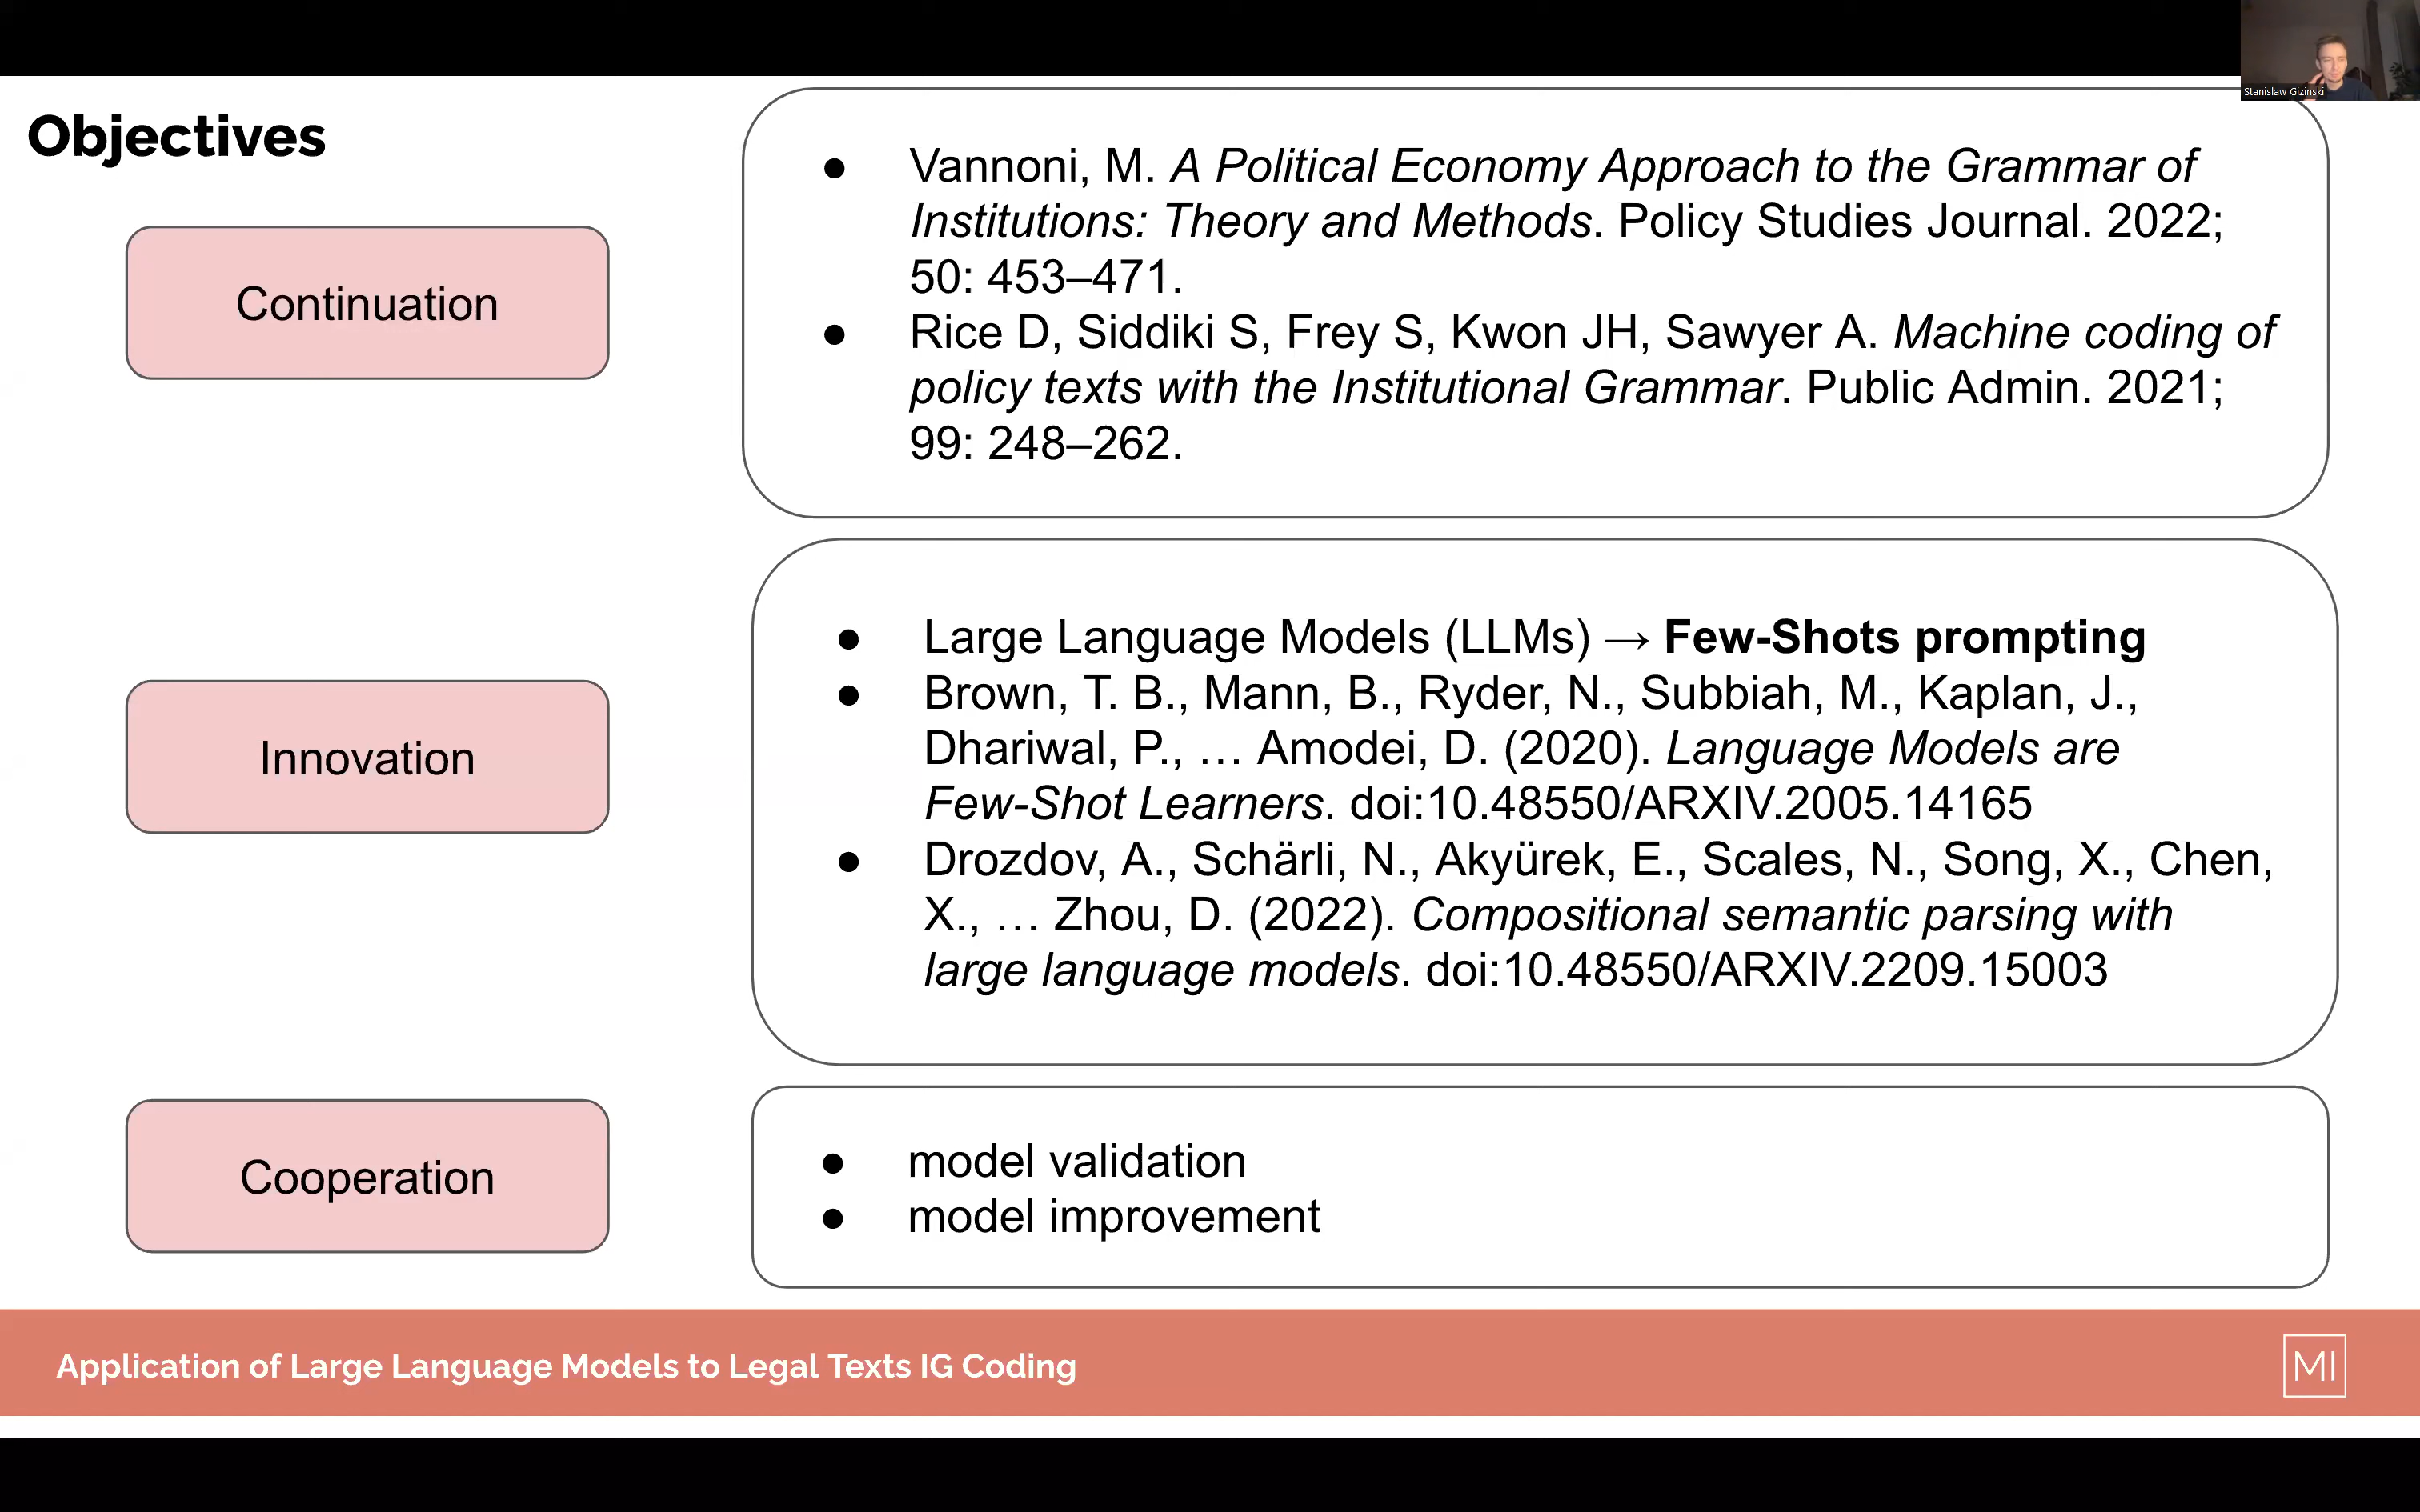 Stanislaw Gizinski
Objectives
Continuation
● Vannoni, M. A Political Economy Approach to the Grammar of
Institutions: Theory and Methods. Policy Studies Journal. 2022;
50: 453–471.
● Rice D, Siddiki S, Frey S, Kwon JH, Sawyer A. Machine coding of
policy texts with the Institutional Grammar. Public Admin. 2021;
99: 248–262.
Innovation
● Large Language Models (LLMs) → Few-Shots prompting
● Brown, T. B., Mann, B., Ryder, N., Subbiah, M., Kaplan, J.,
Dhariwal, P., … Amodei, D. (2020). Language Models are
Few-Shot Learners. doi:10.48550/ARXIV.2005.14165
● Drozdov, A., Schärli, N., Akyürek, E., Scales, N., Song, X., Chen,
X., … Zhou, D. (2022). Compositional semantic parsing with
large language models. doi:10.48550/ARXIV.2209.15003
Cooperation
● model validation
● model improvement
Application of Large Language Models to Legal Texts IG Coding
MI